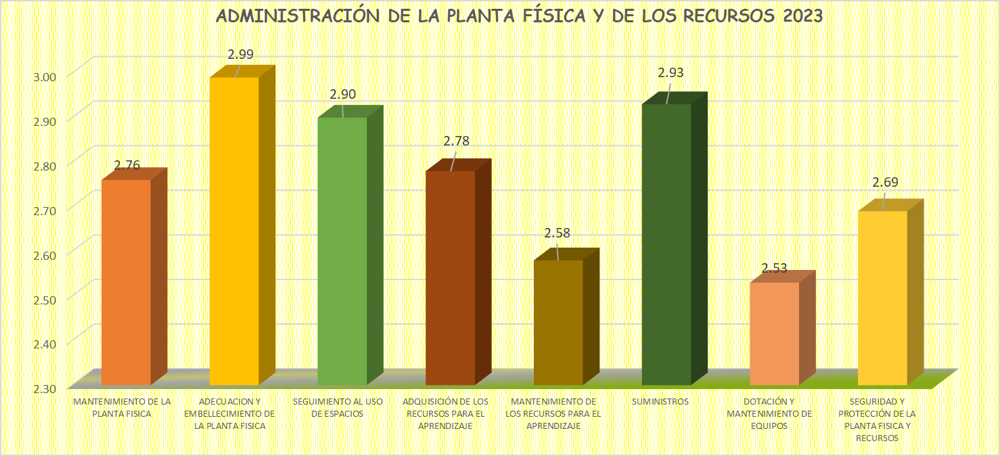 ADMINISTRACIÓN DE LA PLANTA FÍSICA Y DE LOS RECURSOS 2023
3.00
2.90
2.80
2.70
2.60
2.50
2.40
2.30
2.76
2.99
2.90
2.78
2.58
2.93
2.53
2.69
MANTENIMIENTO DE LA
PLANTA FISICA
ADECUACION Y
EMBELLECIMIENTO DE
LA PLANTA FISICA
SEGUIMIENTO AL USO
DE ESPACIOS
ADQUISICIÓN DE LOS
RECURSOS PARA EL
APRENDIZAJE
MANTENIMIENTO DE
LOS RECURSOS PARA EL
APRENDIZAJE
SUMINISTROS
DOTACIÓN Y
MANTENIMIENTO DE
EQUIPOS
SEGURIDAD Y
PROTECCIÓN DE LA
PLANTA FISICA Y
RECURSOS